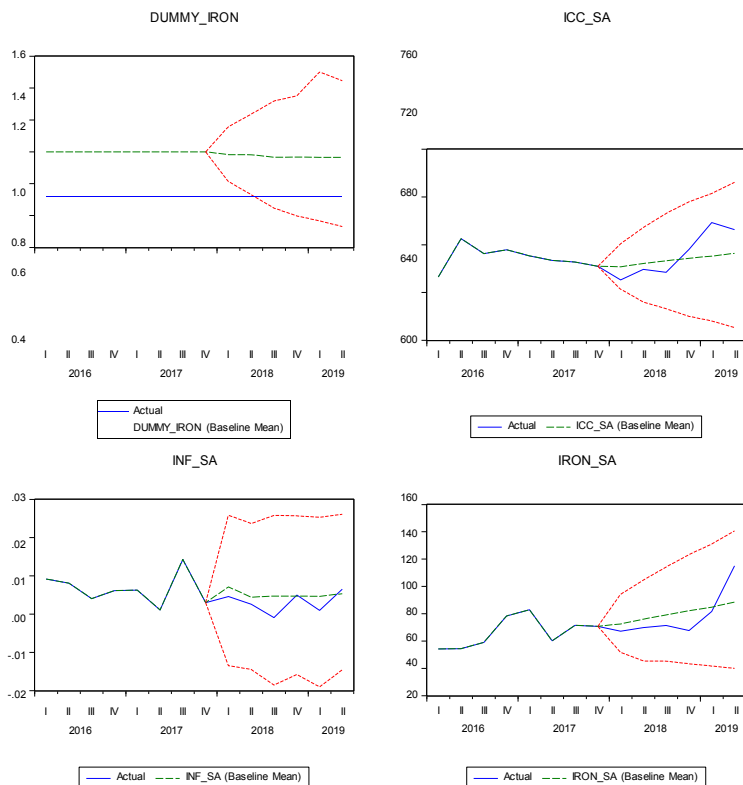 DUMMY_IRON
1.6
1.4
1.2
1.0
0.8
0.6
0.4
I II III IV I II III IV I II III IV I II
2016 2017 2018 2019
Actual
DUMMY_IRON (Baseline Mean)
ICC_SA
760
720
680
640
600
I II III IV I II III IV I II III IV I II
2016 2017 2018 2019
Actual ICC_SA (Baseline Mean)
INF_SA
.03
.02
.01
.00
-.01
-.02
I II III IV I II III IV I II III IV I II
2016 2017 2018 2019
Actual INF_SA (Baseline Mean)
IRON_SA
160
140
120
100
80
60
40
20
I II III IV I II III IV I II III IV I II
2016 2017 2018 2019
Actual IRON_SA (Baseline Mean)